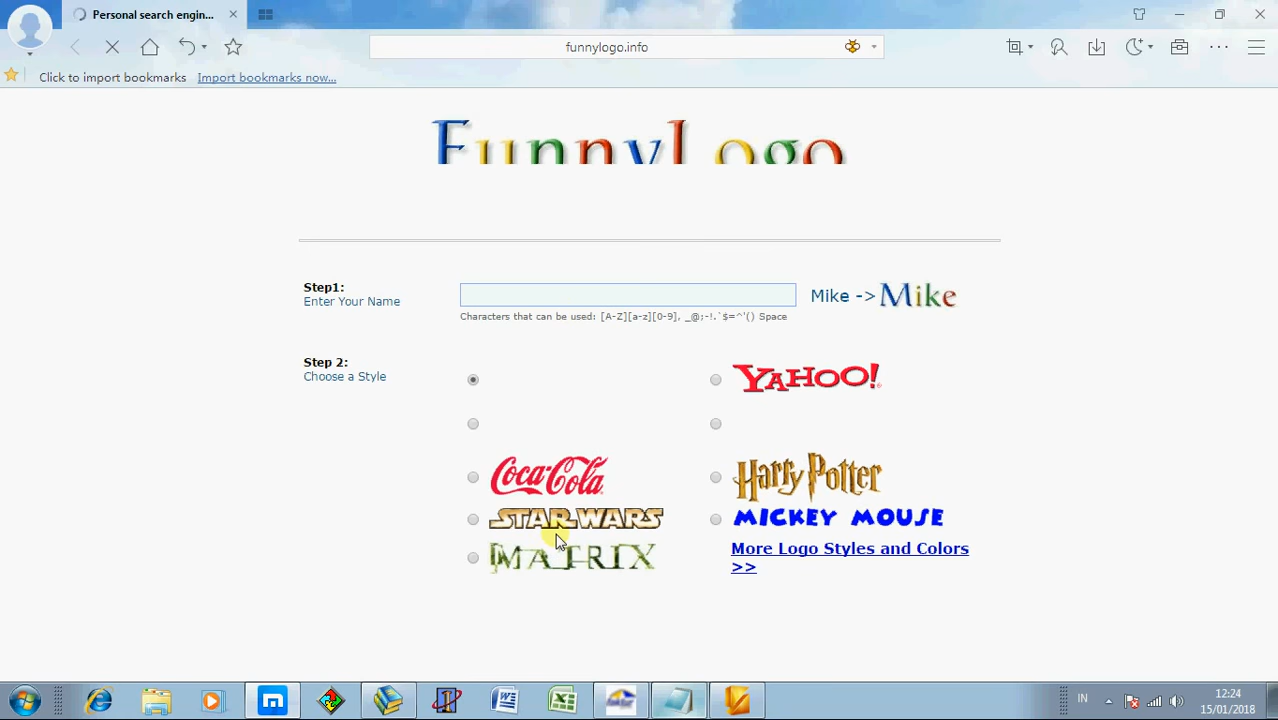 Personal search engin...
funnylogo.info
Click to import bookmarks Import bookmarks now...
FunnyLogo
Step1:
Enter Your Name
Mike -> Mike
Characters that can be used: [A-Z][a-z][0-9], _@;-!.`$=^'() Space
Step 2:
Choose a Style
YAHOO!
Coca-Cola
Harry Potter
STAR WARS
MICKEY MOUSE
MATRIX
More Logo Styles and Colors
>>
IN
12:24
15/01/2018